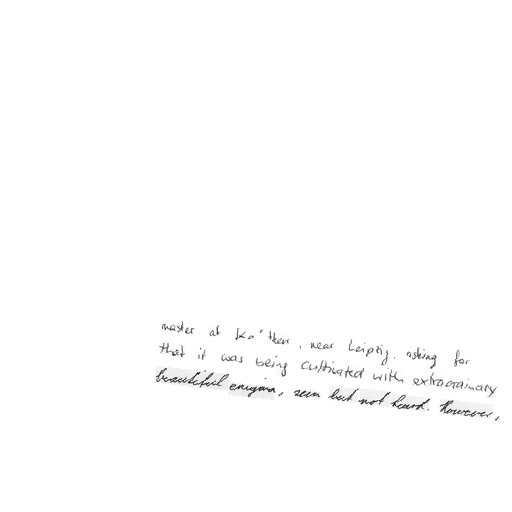 master at Ko"then, near Leipzig, asking for
that it was being cultivated with extraordinary
beautiful enigma, seen but not heard. However,